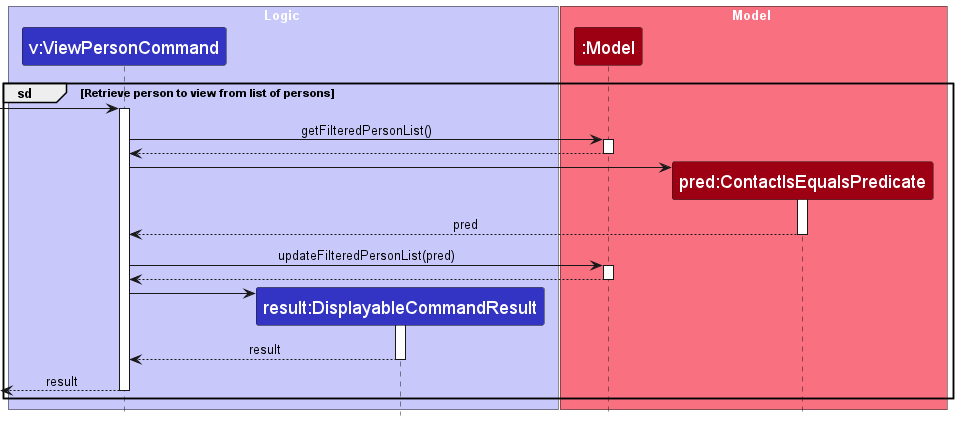 Logic
Model
v:ViewPersonCommand
:Model
sd
[Retrieve person to view from list of persons]
getFilteredPersonList()
pred:ContactIsEqualsPredicate
pred
updateFilteredPersonList(pred)
result:DisplayableCommandResult
result
result